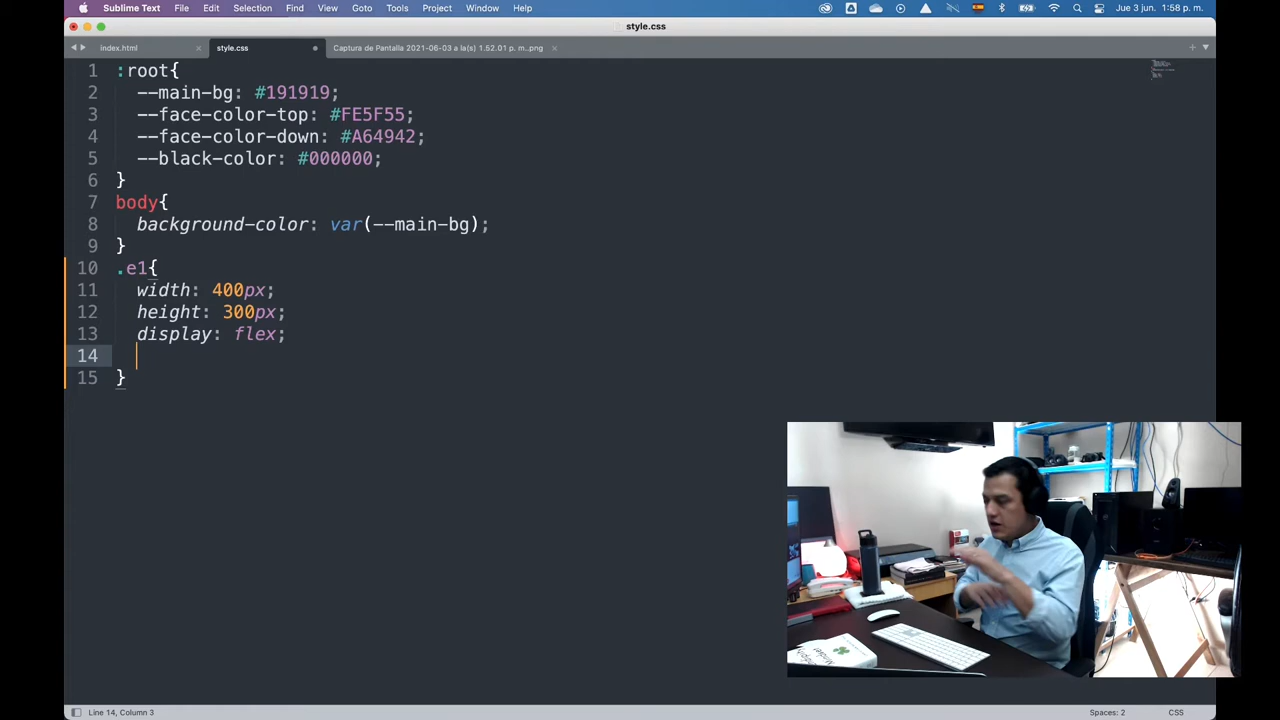 Sublime Text File Edit Selection Find View Goto Tools Project Window Help Jue 3 jun. 1:58 p. m.
style.css
index.html style.css Captura de Pantalla 2021-06-03 a la(s) 1.52.01 p. m..png
1 :root{
2 --main-bg: #191919;
3 --face-color-top: #FE5F55;
4 --face-color-down: #A64942;
5 --black-color: #000000;
6 }
7 body{
8 background-color: var(--main-bg);
9 }
10 .e1{
11 width: 400px;
12 height: 300px;
13 display: flex;
14
15 }
Line 14, Column 3 Spaces: 2 CSS